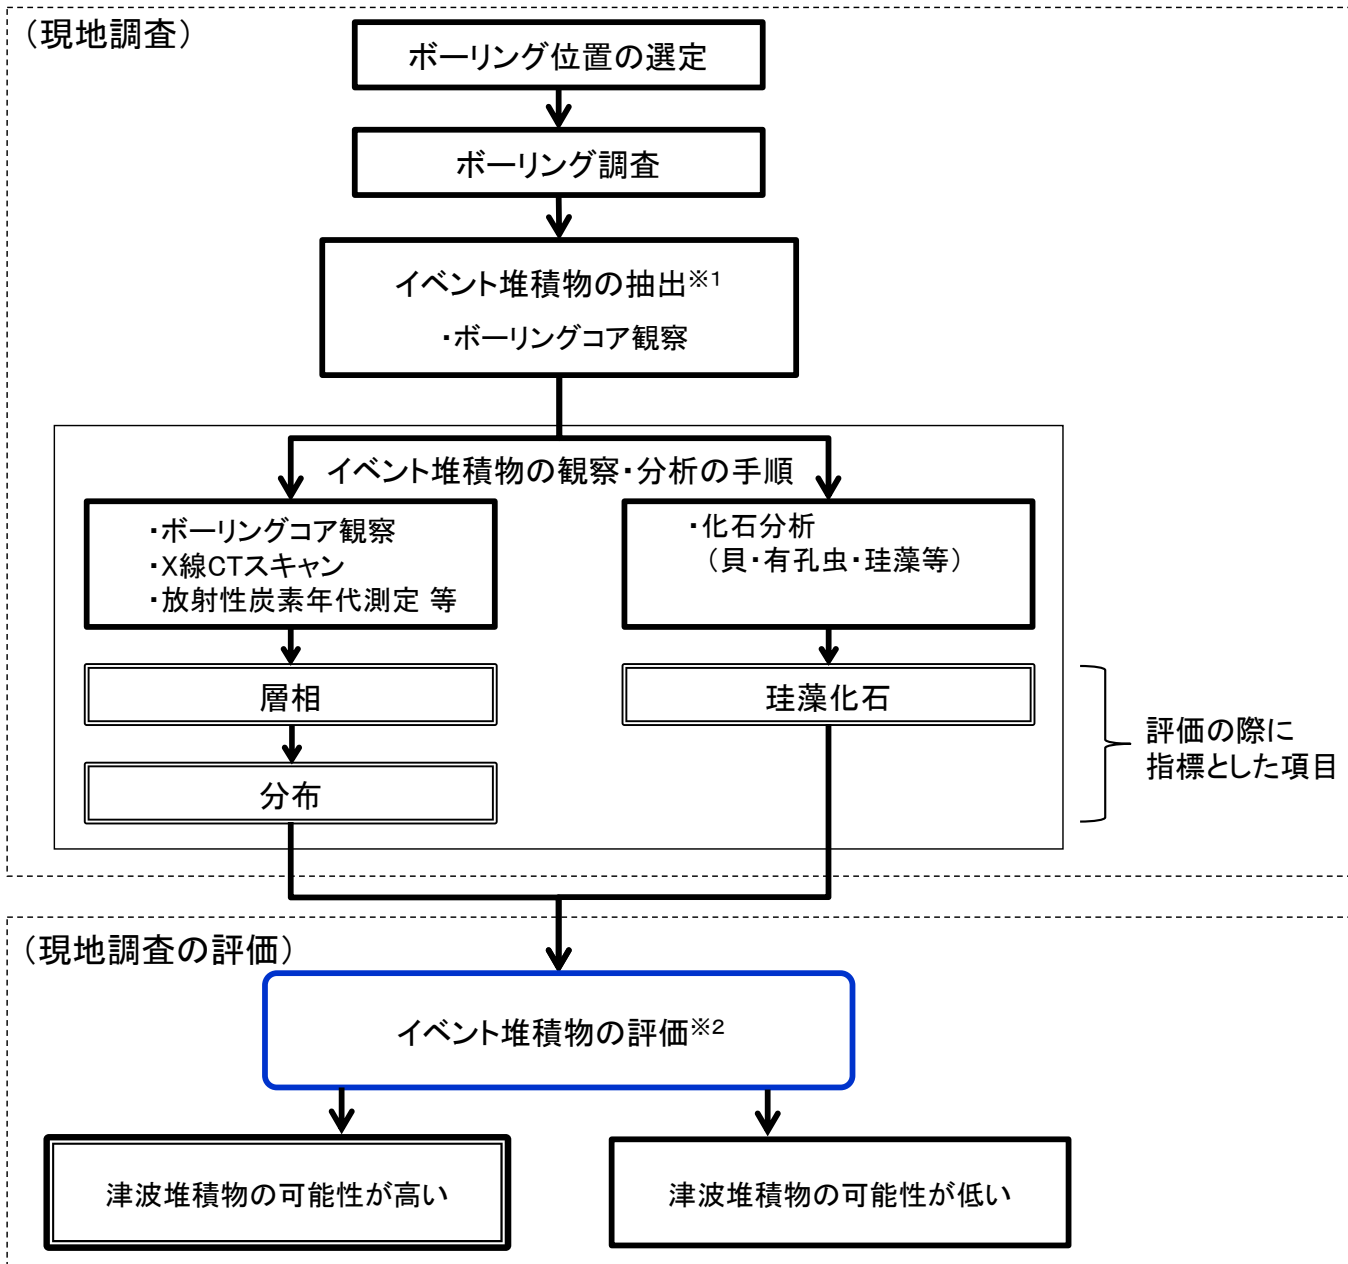 （現地調査）
ボーリング位置の選定
ボーリング調査
イベント堆積物の抽出※1
・ボーリングコア観察
イベント堆積物の観察・分析の手順
・ボーリングコア観察
・X線CTスキャン
・放射性炭素年代測定 等
・化石分析
（貝・有孔虫・珪藻等）
層相
珪藻化石
分布
評価の際に
指標とした項目
（現地調査の評価）
イベント堆積物の評価※2
津波堆積物の可能性が高い
津波堆積物の可能性が低い